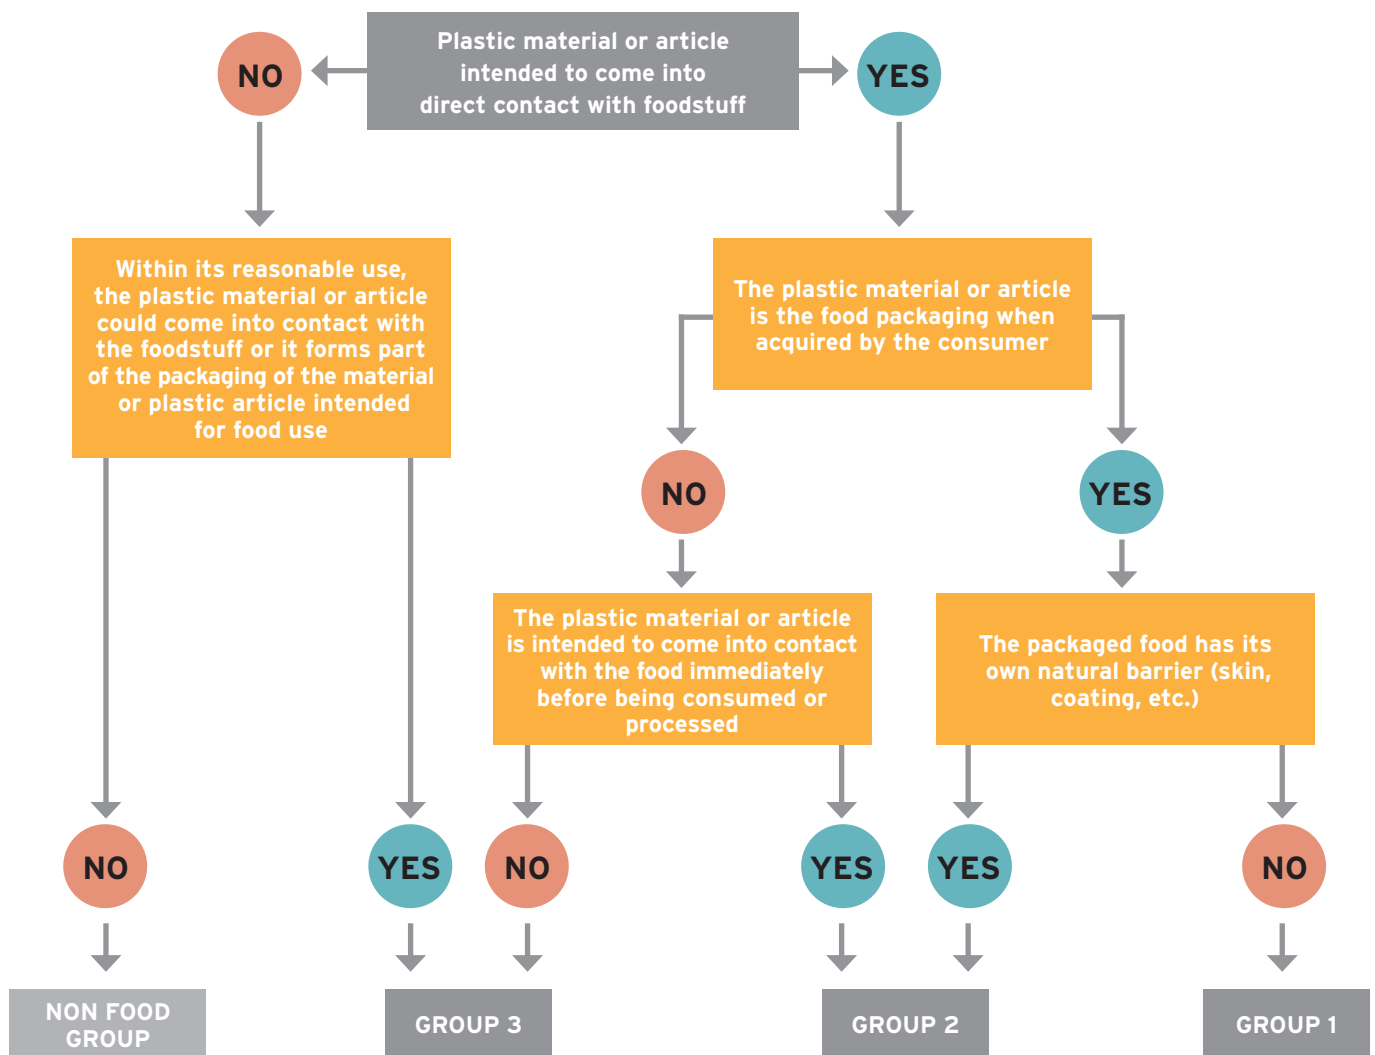 Plastic material or article
intended to come into
direct contact with foodstuff
NO
YES
Within its reasonable use,
the plastic material or article
could come into contact with
the foodstuff or it forms part
of the packaging of the material
or plastic article intended
for food use
The plastic material or article
is the food packaging when
acquired by the consumer
NO
YES
The plastic material or article
is intended to come into contact
with the food immediately
before being consumed or
processed
The packaged food has its
own natural barrier (skin,
coating, etc.)
NO
YES
NO
YES
YES
NO
NON FOOD
GROUP
GROUP 3
GROUP 2
GROUP 1